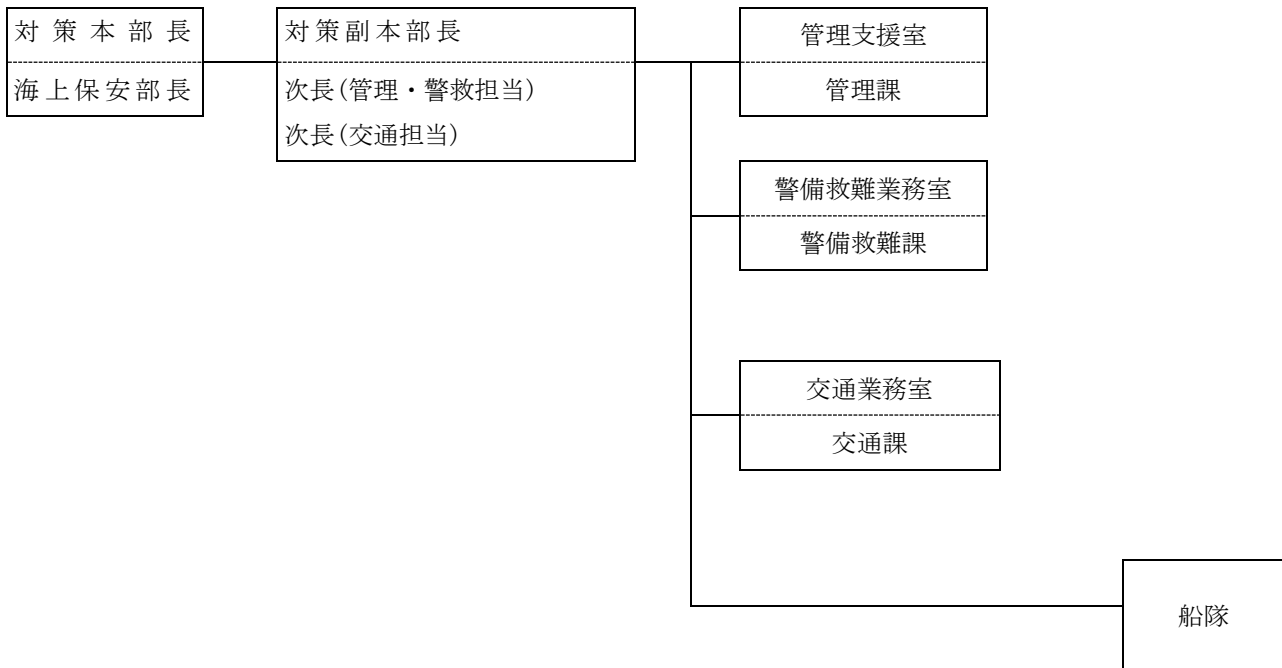 対策本部長
海上保安部長
対策副本部長
次長(管理・警救担当)
次長(交通担当)
管理支援室
管理課
警備救難業務室
警備救難課
交通業務室
交通課
船隊